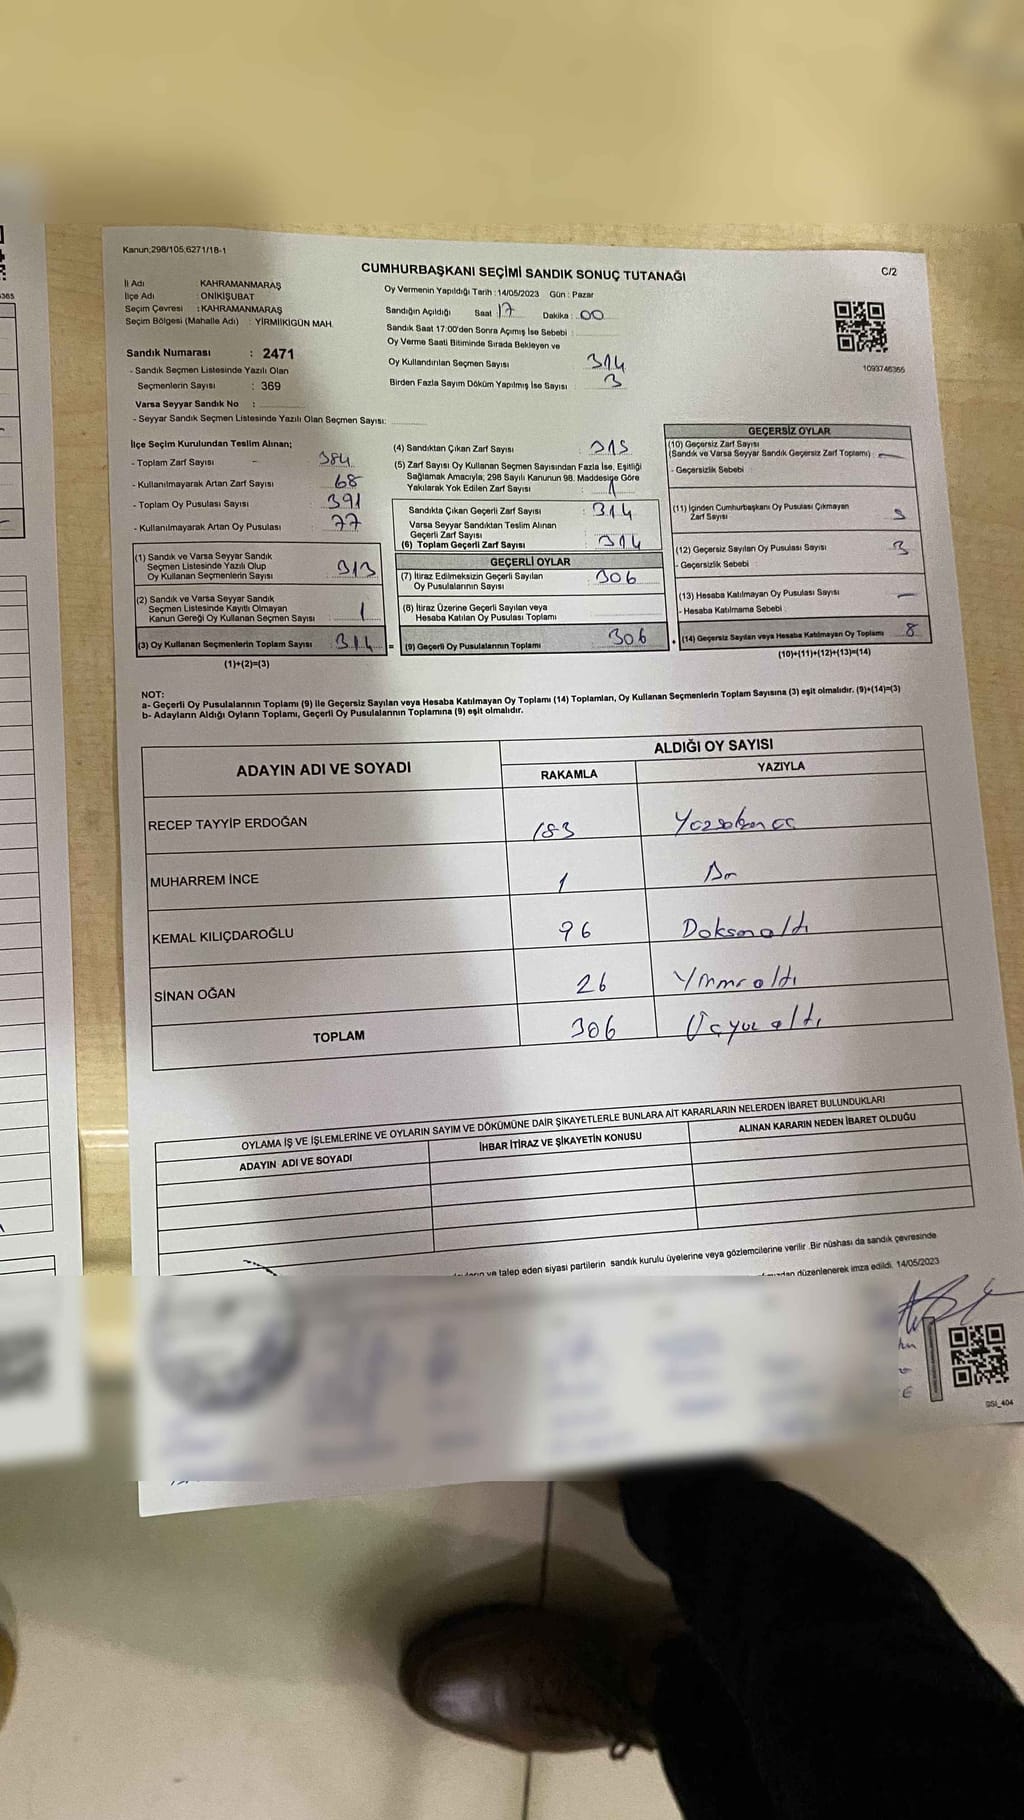 Kanun;298/105;6271/18-1
CUMHURBAŞKANI SEÇİMİ SANDIK SONUÇ TUTANAĞI
C/2
İl Adı : KAHRAMANMARAŞ
İlçe Adı : ONİKİŞUBAT
Seçim Çevresi : KAHRAMANMARAŞ
Seçim Bölgesi (Mahalle Adı) : YİRMİİKİGÜN MAH.
Sandık Numarası : 2471
- Sandık Seçmen Listesinde Yazılı Olan
Seçmenlerin Sayısı : 369
Varsa Seyyar Sandık No :
- Seyyar Sandık Seçmen Listesinde Yazılı Olan Seçmen Sayısı:
Oy Vermenin Yapıldığı Tarih : 14/05/2023 Gün : Pazar
Sandığın Açıldığı Saat 17 Dakika : 00
Sandık Saat 17:00'den Sonra Açımış İse Sebebi :
Oy Verme Saati Bitiminde Sırada Bekleyen ve
Oy Kullandırılan Seçmen Sayısı 314
Birden Fazla Sayım Döküm Yapılmış İse Sayısı 3
1093746365
İlçe Seçim Kurulundan Teslim Alınan;
- Toplam Zarf Sayısı 384
- Kullanılmayarak Artan Zarf Sayısı 68
- Toplam Oy Pusulası Sayısı 391
- Kullanılmayarak Artan Oy Pusulası 77
(1) Sandık ve Varsa Seyyar Sandık
Seçmen Listesinde Yazılı Olup
Oy Kullanan Seçmenlerin Sayısı 313
(2) Sandık ve Varsa Seyyar Sandık
Seçmen Listesinde Kayıtlı Olmayan
Kanun Gereği Oy Kullanan Seçmen Sayısı 1
(3) Oy Kullanan Seçmenlerin Toplam Sayısı : 314
(1)+(2)=(3)
(4) Sandıktan Çıkan Zarf Sayısı : 315
(5) Zarf Sayısı Oy Kullanan Seçmen Sayısından Fazla İse, Eşitliği
Sağlamak Amacıyla; 298 Sayılı Kanunun 98. Maddesine Göre
Yakılarak Yok Edilen Zarf Sayısı : 1
Sandıkta Çıkan Geçerli Zarf Sayısı : 314
Varsa Seyyar Sandıktan Teslim Alınan
Geçerli Zarf Sayısı
(6) Toplam Geçerli Zarf Sayısı : 314
GEÇERLİ OYLAR
(7) İtiraz Edilmeksizin Geçerli Sayılan
Oy Pusulalarının Sayısı : 306
(8) İtiraz Üzerine Geçerli Sayılan veya
Hesaba Katılan Oy Pusulası Toplamı
= (9) Geçerli Oy Pusulalarının Toplamı 306
GEÇERSİZ OYLAR
(10) Geçersiz Zarf Sayısı
(Sandık ve Varsa Seyyar Sandık Geçersiz Zarf Toplamı) : —
- Geçersizlik Sebebi :
(11) İçinden Cumhurbaşkanı Oy Pusulası Çıkmayan
Zarf Sayısı
(12) Geçersiz Sayılan Oy Pusulası Sayısı : 3
- Geçersizlik Sebebi :
(13) Hesaba Katılmayan Oy Pusulası Sayısı : —
- Hesaba Katılmama Sebebi :
+ (14) Geçersiz Sayılan veya Hesaba Katılmayan Oy Toplamı 8
(10)+(11)+(12)+(13)=(14)
NOT:
a- Geçerli Oy Pusulalarının Toplamı (9) ile Geçersiz Sayılan veya Hesaba Katılmayan Oy Toplamı (14) Toplamları, Oy Kullanan Seçmenlerin Toplam Sayısına (3) eşit olmalıdır. (9)+(14)=(3)
b- Adayların Aldığı Oyların Toplamı, Geçerli Oy Pusulalarının Toplamına (9) eşit olmalıdır.
ADAYIN ADI VE SOYADI
ALDIĞI OY SAYISI
RAKAMLA YAZIYLA
RECEP TAYYİP ERDOĞAN 183
MUHARREM İNCE 1 Bir
KEMAL KILIÇDAROĞLU 96 Doksanaltı
SİNAN OĞAN 26 Yirmialtı
TOPLAM 306 Üçyüzaltı
OYLAMA İŞ VE İŞLEMLERİNE VE OYLARIN SAYIM VE DÖKÜMÜNE DAİR ŞİKAYETLERLE BUNLARA AİT KARARLARIN NELERDEN İBARET BULUNDUKLARI
ADAYIN ADI VE SOYADI İHBAR İTİRAZ VE ŞİKAYETİN KONUSU ALINAN KARARIN NEDEN İBARET OLDUĞU
ve talep eden siyasi partilerin sandık kurulu üyelerine veya gözlemcilerine verilir. Bir nüshası da sandık çevresinde
düzenlenerek imza edildi. 14/05/2023